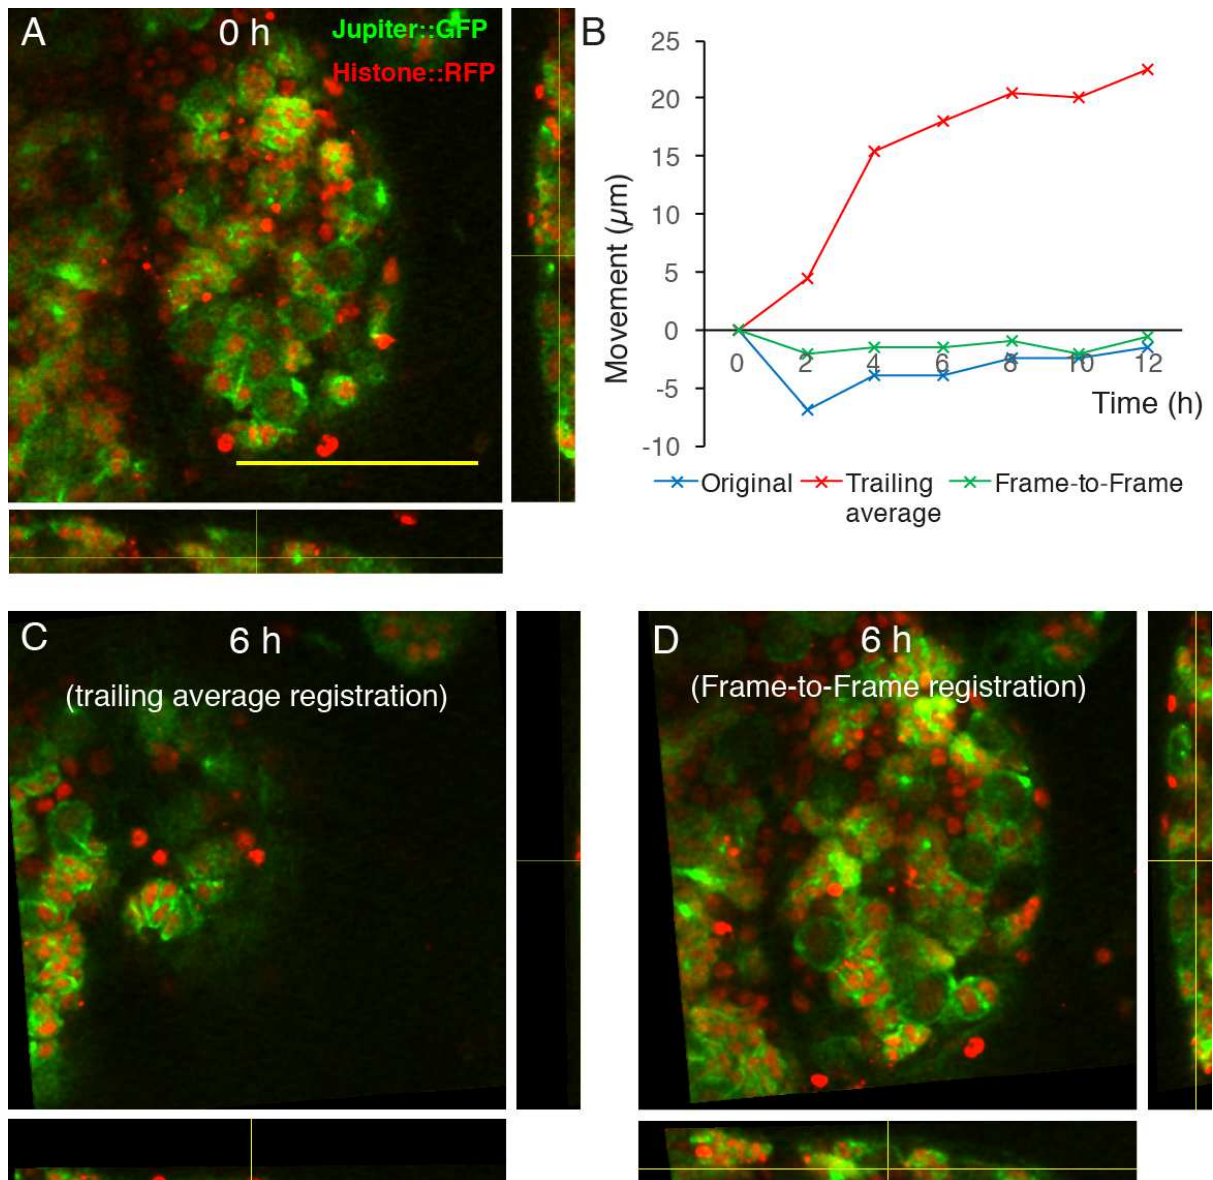 A
0 h
Jupiter::GFP
Histone::RFP
B
25
20
15
10
5
0
-5
-10
Movement (µm)
0 2 4 6 8 10 12
Time (h)
Original
Trailing
average
Frame-to-Frame
C
6 h
(trailing average registration)
D
6 h
(Frame-to-Frame registration)